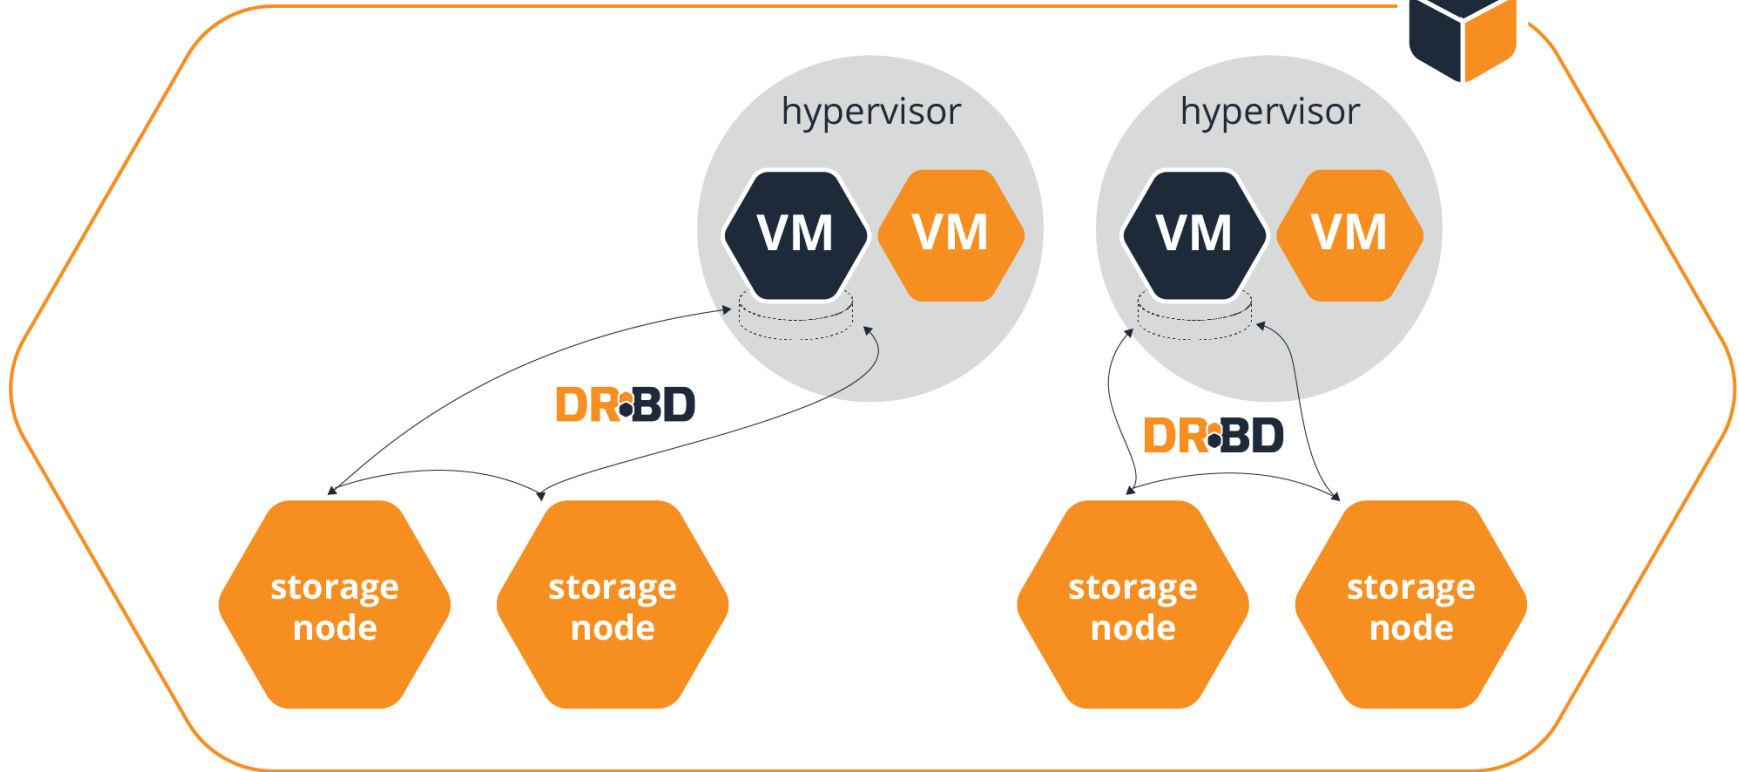 hypervisor
hypervisor
VM
VM
VM
VM
DRBD
DRBD
storage
node
storage
node
storage
node
storage
node